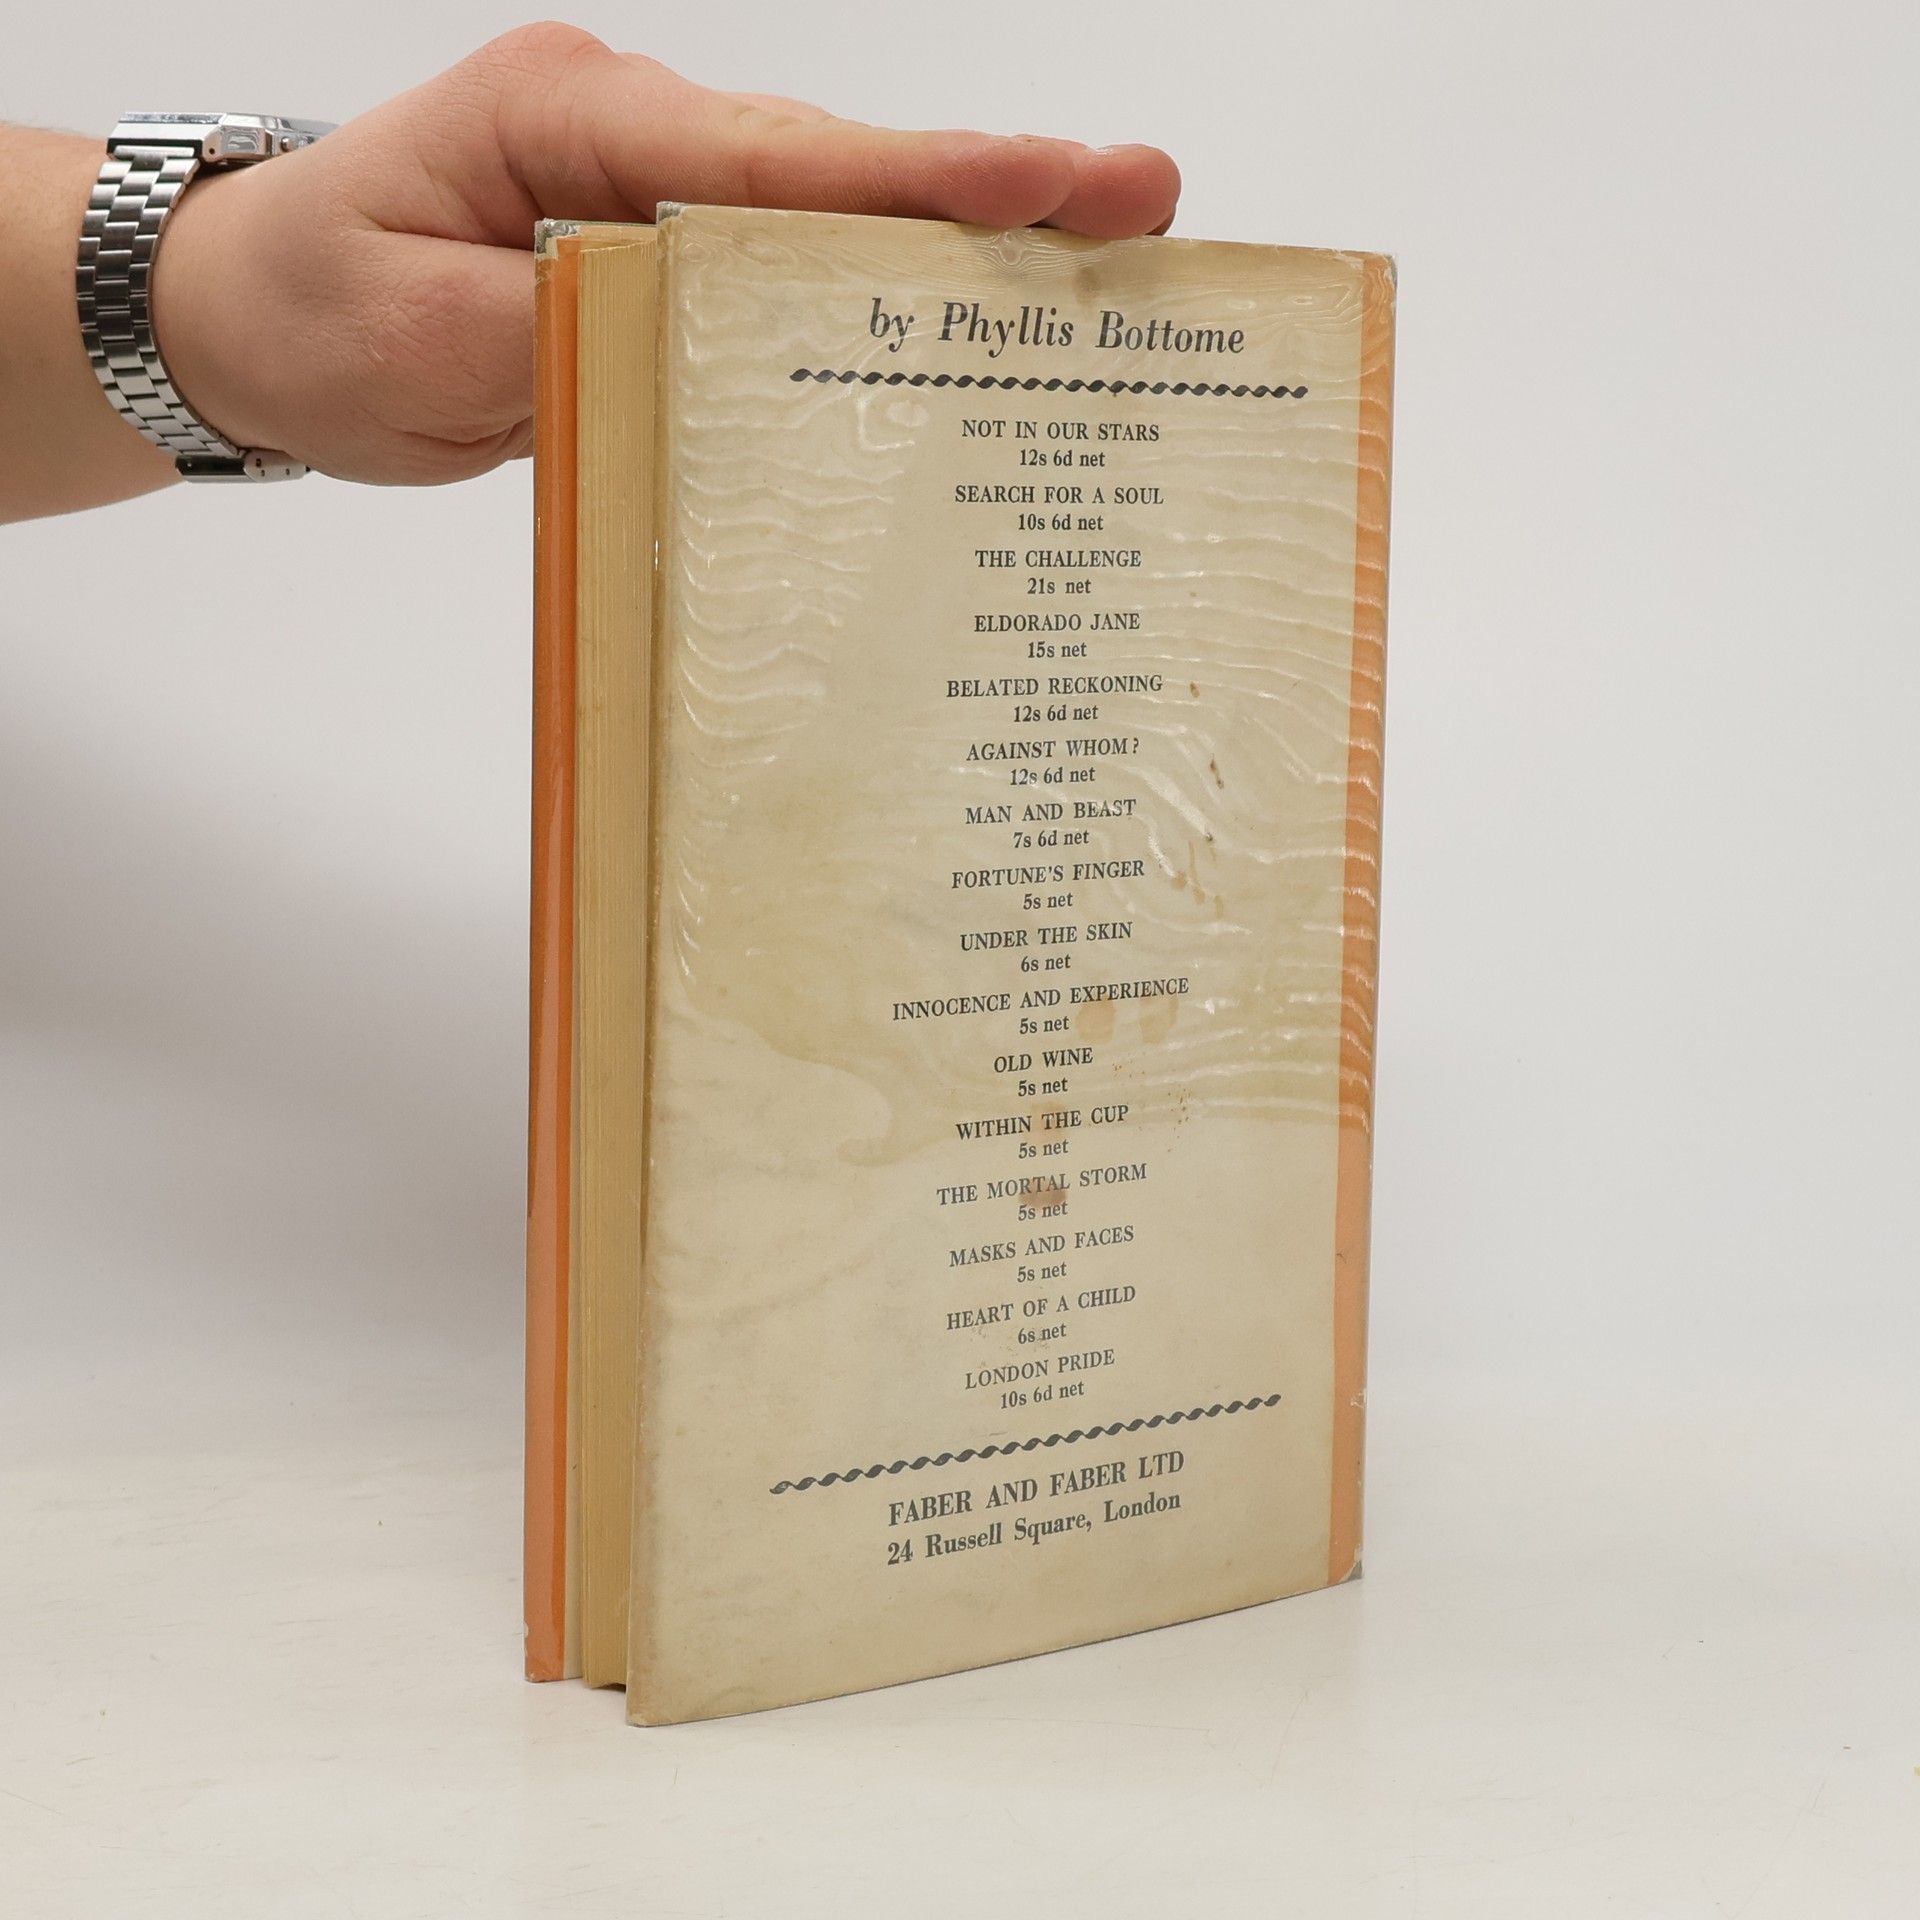 by Phyllis Bottome
NOT IN OUR STARS
12s 6d net
SEARCH FOR A SOUL
10s 6d net
THE CHALLENGE
21s net
ELDORADO JANE
15s net
BELATED RECKONING
12s 6d net
AGAINST WHOM?
12s 6d net
MAN AND BEAST
7s 6d net
FORTUNE'S FINGER
5s net
UNDER THE SKIN
6s net
INNOCENCE AND EXPERIENCE
5s net
OLD WINE
5s net
WITHIN THE CUP
5s net
THE MORTAL STORM
5s net
MASKS AND FACES
5s net
HEART OF A CHILD
6s net
LONDON PRIDE
10s 6d net
FABER AND FABER LTD
24 Russell Square, London